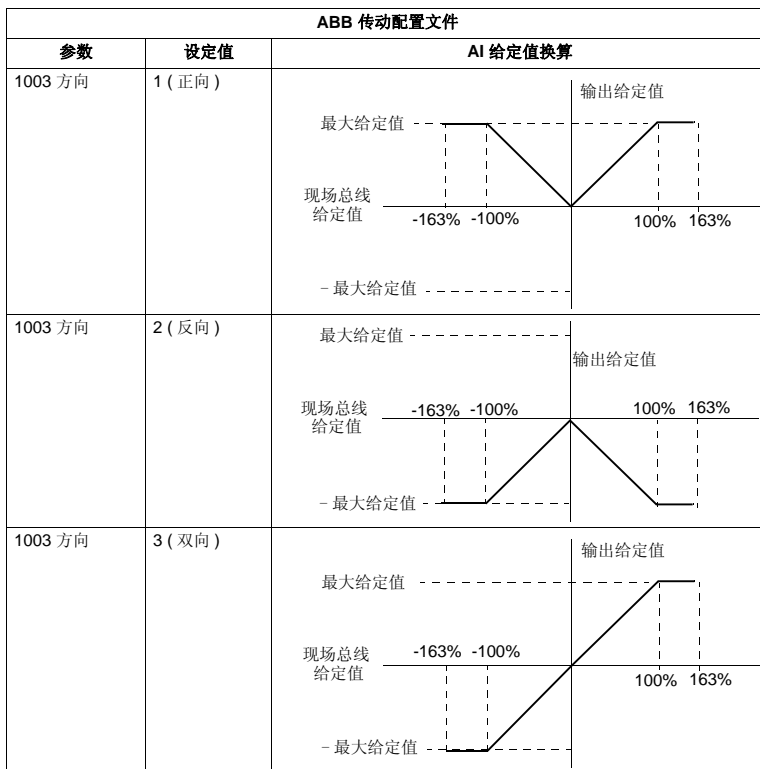 ABB 传动配置文件
参数 设定值 AI 给定值换算
1003 方向 1 ( 正向 )
输出给定值
最大给定值
现场总线
给定值
-163% -100% 100% 163%
- 最大给定值
1003 方向 2 ( 反向 )
最大给定值
输出给定值
现场总线
给定值
-163% -100% 100% 163%
- 最大给定值
1003 方向 3 ( 双向 )
输出给定值
最大给定值
现场总线
给定值
-163% -100%
100% 163%
- 最大给定值